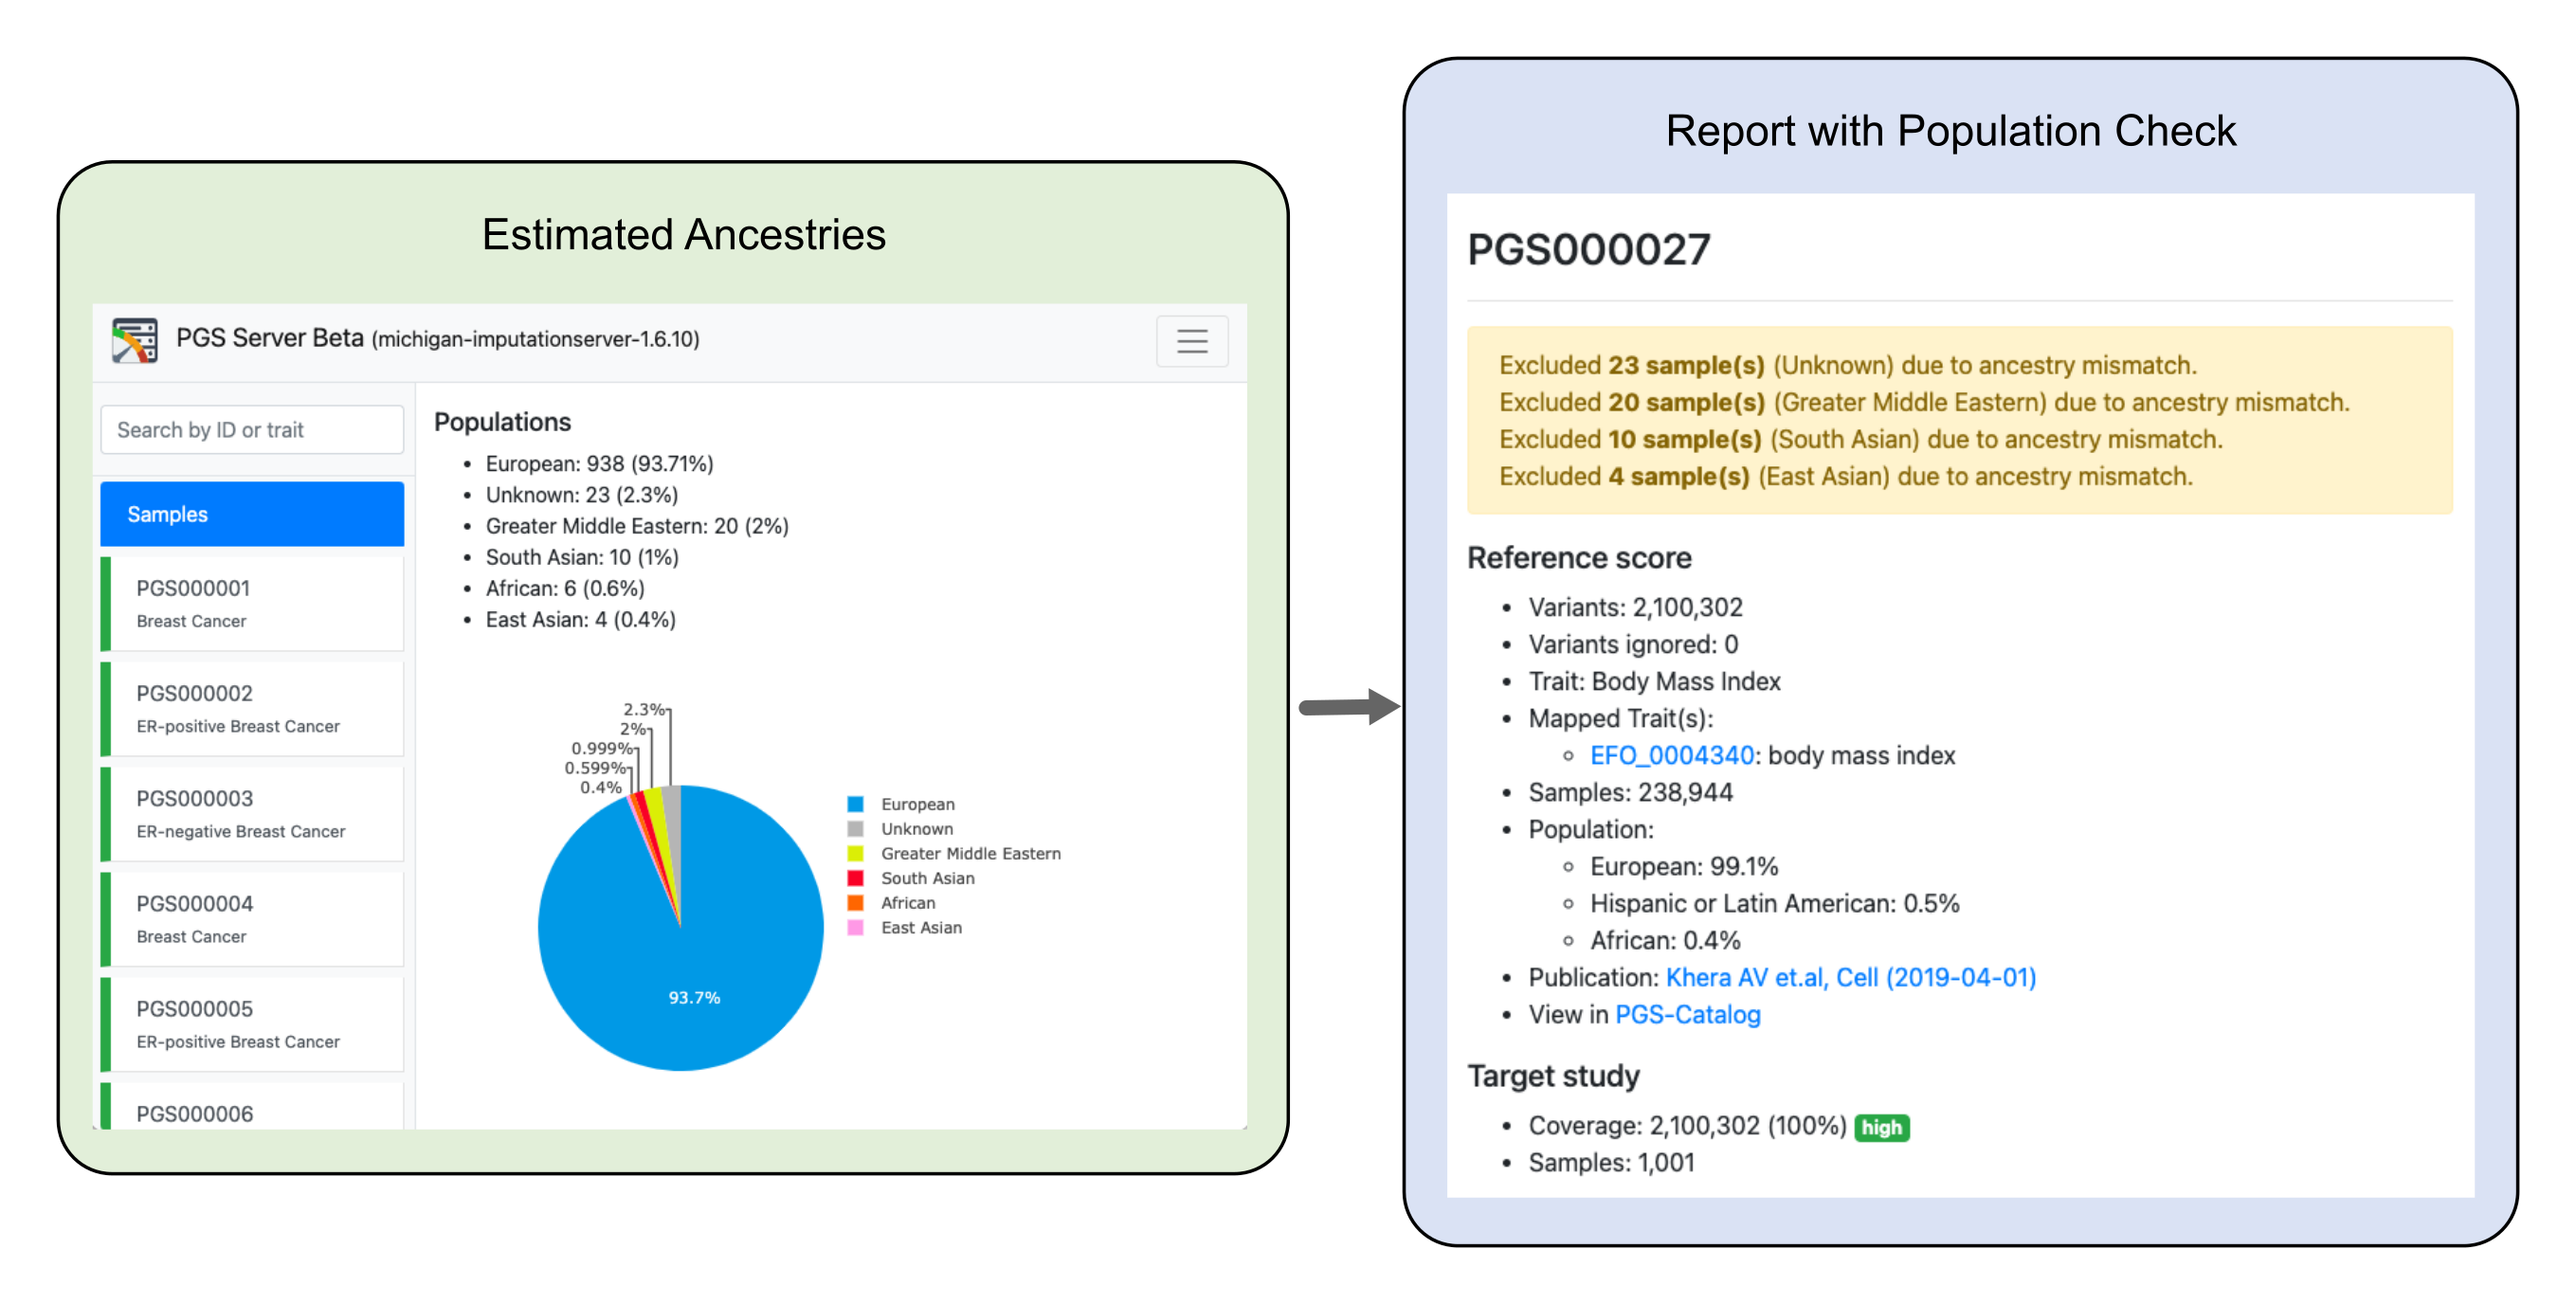 Estimated Ancestries
PGS Server Beta (michigan-imputationserver-1.6.10)
Search by ID or trait
Samples
PGS000001
Breast Cancer
PGS000002
ER-positive Breast Cancer
PGS000003
ER-negative Breast Cancer
PGS000004
Breast Cancer
PGS000005
ER-positive Breast Cancer
PGS000006
Populations
• European: 938 (93.71%)
• Unknown: 23 (2.3%)
• Greater Middle Eastern: 20 (2%)
• South Asian: 10 (1%)
• African: 6 (0.6%)
• East Asian: 4 (0.4%)
2.3%
2%
0.999%
0.599%
0.4%
93.7%
European
Unknown
Greater Middle Eastern
South Asian
African
East Asian
Report with Population Check
PGS000027
Excluded 23 sample(s) (Unknown) due to ancestry mismatch.
Excluded 20 sample(s) (Greater Middle Eastern) due to ancestry mismatch.
Excluded 10 sample(s) (South Asian) due to ancestry mismatch.
Excluded 4 sample(s) (East Asian) due to ancestry mismatch.
Reference score
• Variants: 2,100,302
• Variants ignored: 0
• Trait: Body Mass Index
• Mapped Trait(s):
◦ EFO_0004340: body mass index
• Samples: 238,944
• Population:
◦ European: 99.1%
◦ Hispanic or Latin American: 0.5%
◦ African: 0.4%
• Publication: Khera AV et.al, Cell (2019-04-01)
• View in PGS-Catalog
Target study
• Coverage: 2,100,302 (100%) high
• Samples: 1,001